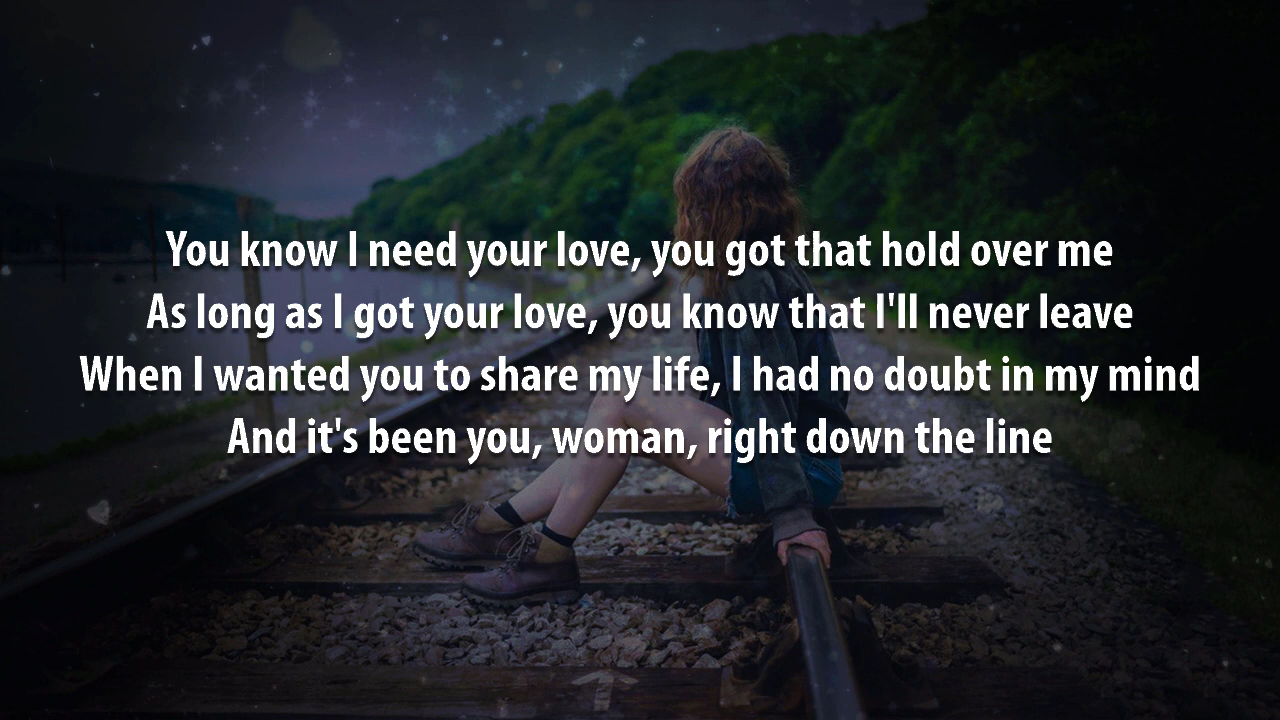 You know I need your love, you got that hold over me
As long as I got your love, you know that I'll never leave
When I wanted you to share my life, I had no doubt in my mind
And it's been you, woman, right down the line